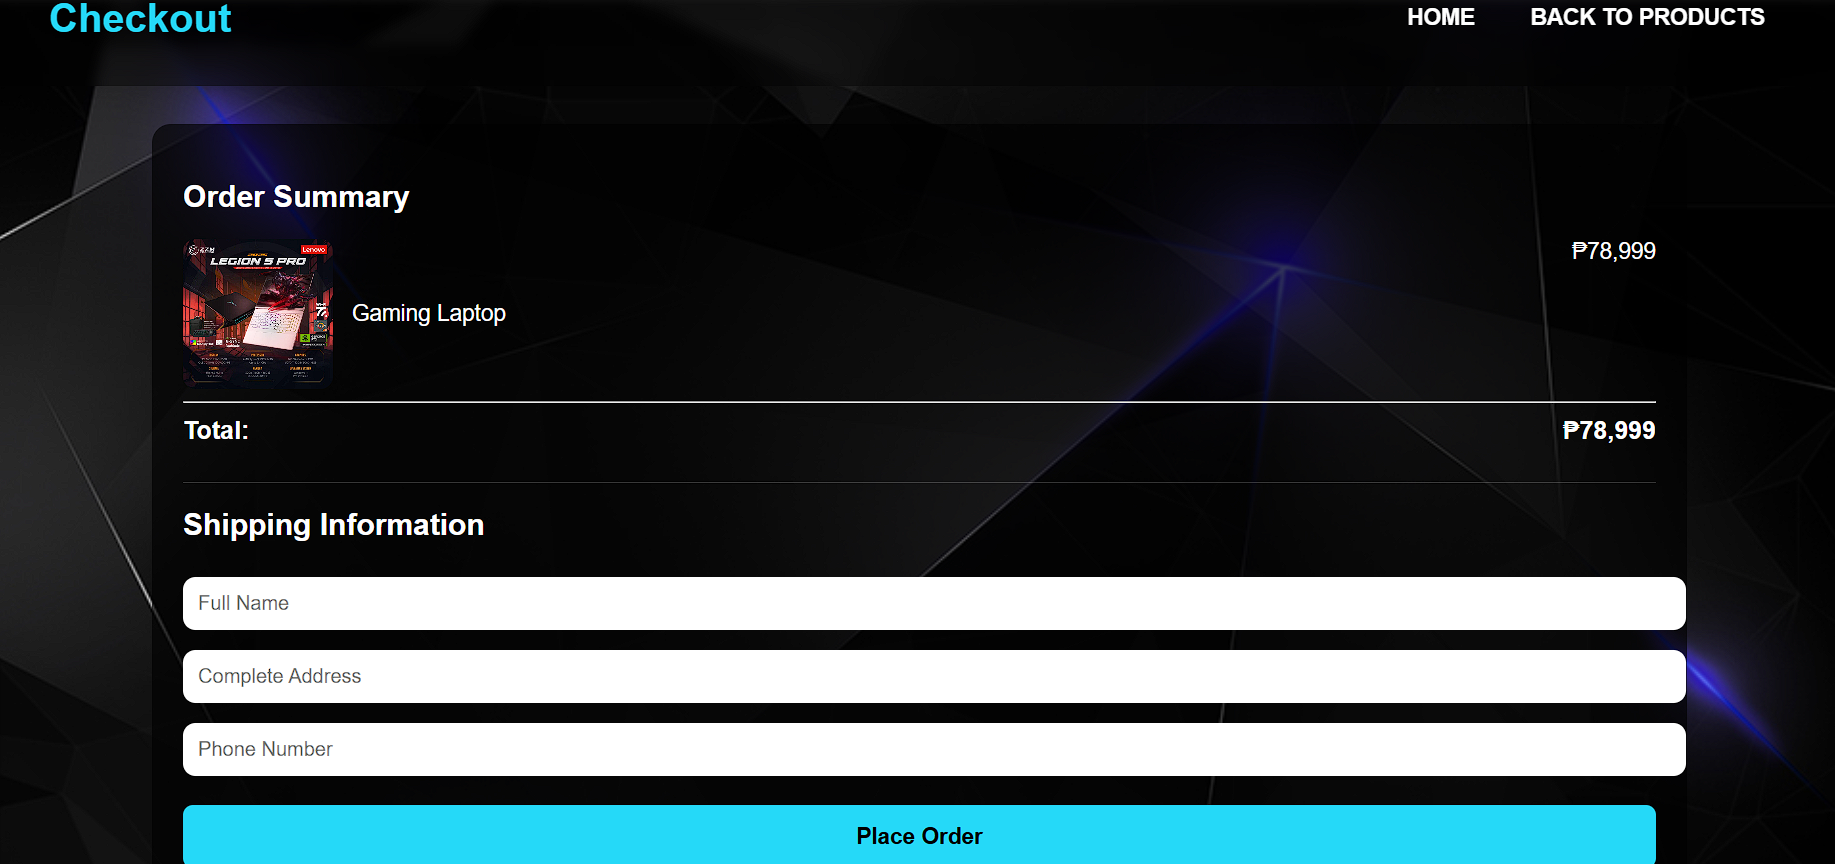 Checkout
HOME
BACK TO PRODUCTS
Order Summary
Lenovo
LEGION 5 PRO
₱78,999
Gaming Laptop
Total:
₱78,999
Shipping Information
Full Name
Complete Address
Phone Number
Place Order